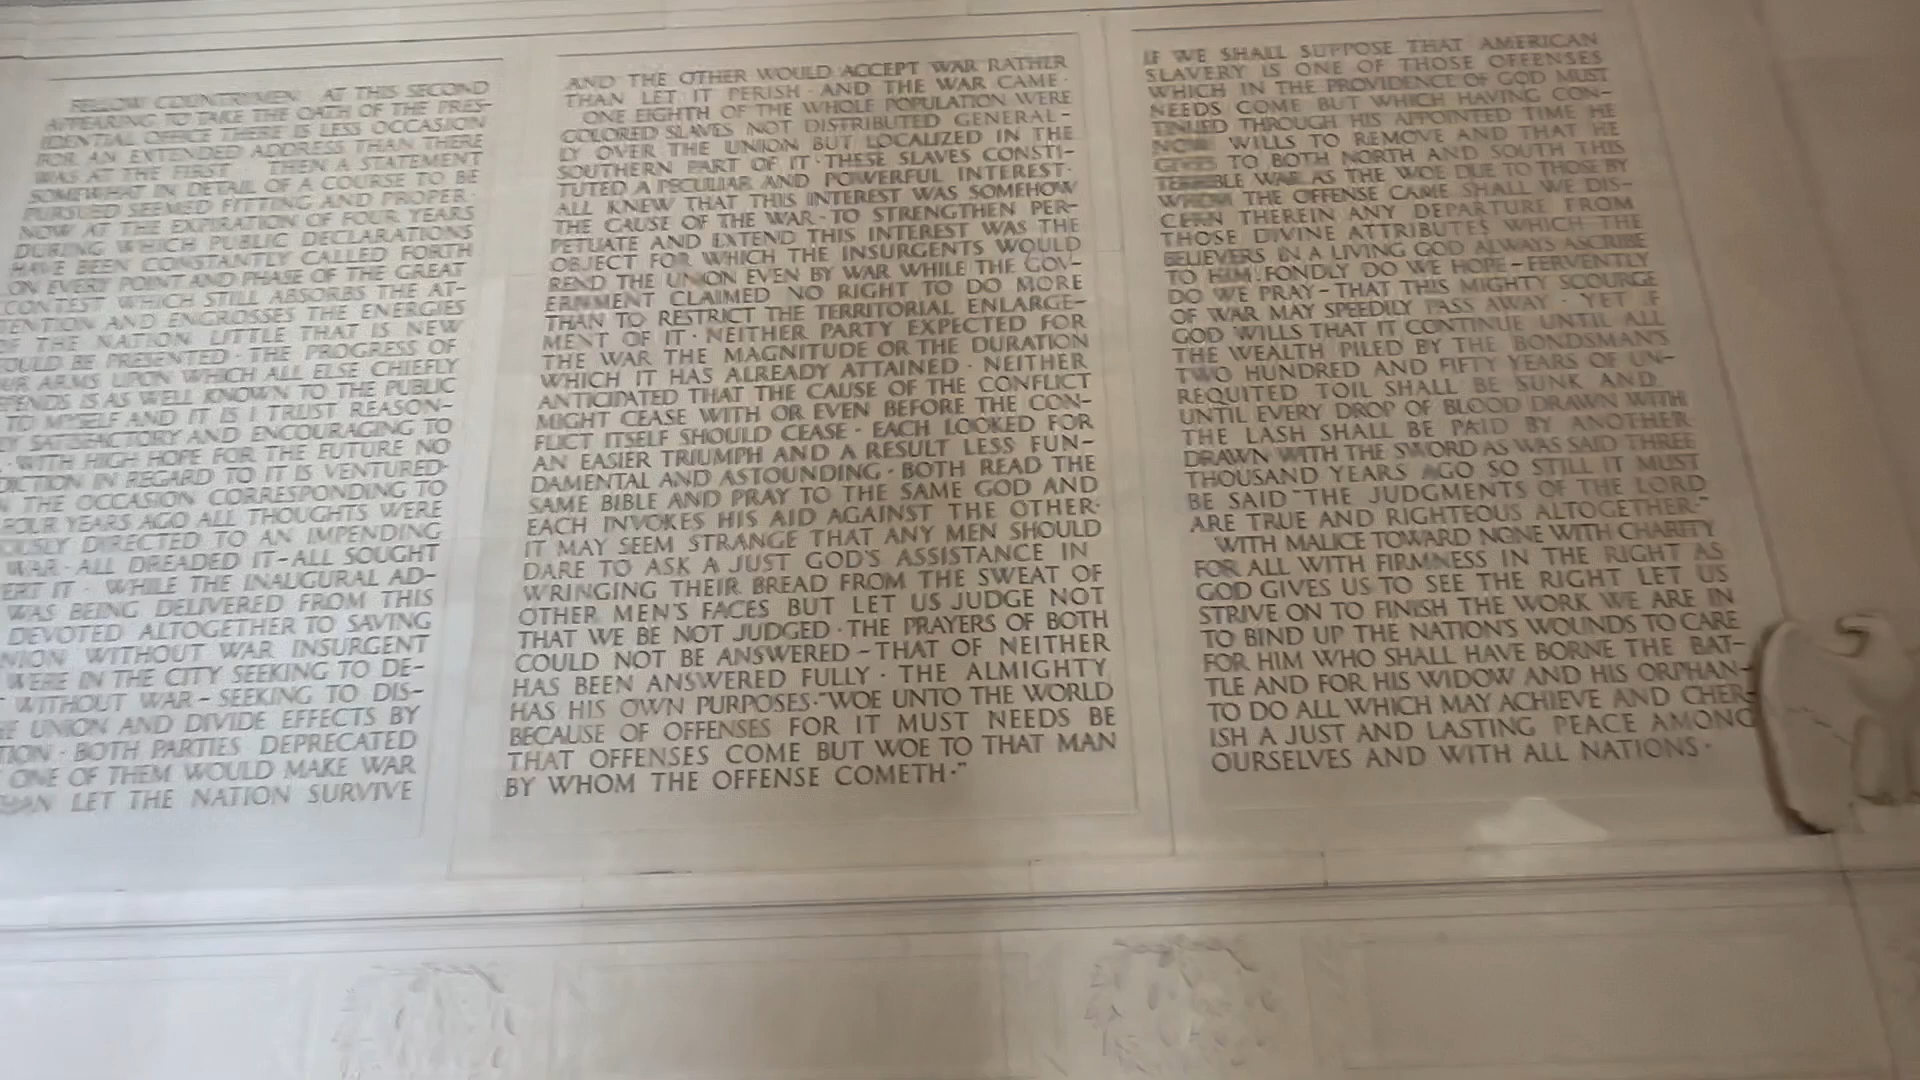 FELLOW COUNTRYMEN AT THIS SECOND
APPEARING TO TAKE THE OATH OF THE PRES-
IDENTIAL OFFICE THERE IS LESS OCCASION
FOR AN EXTENDED ADDRESS THAN THERE
WAS AT THE FIRST THEN A STATEMENT
SOMEWHAT IN DETAIL OF A COURSE TO BE
PURSUED SEEMED FITTING AND PROPER·
NOW AT THE EXPIRATION OF FOUR YEARS
DURING WHICH PUBLIC DECLARATIONS
HAVE BEEN CONSTANTLY CALLED FORTH
ON EVERY POINT AND PHASE OF THE GREAT
CONTEST WHICH STILL ABSORBS THE AT-
TENTION AND ENGROSSES THE ENERGIES
OF THE NATION LITTLE THAT IS NEW
OULD BE PRESENTED · THE PROGRESS OF
UR ARMS UPON WHICH ALL ELSE CHIEFLY
PENDS IS AS WELL KNOWN TO THE PUBLIC
TO MYSELF AND IT IS I TRUST REASON-
Y SATISFACTORY AND ENCOURAGING TO
· WITH HIGH HOPE FOR THE FUTURE NO
DICTION IN REGARD TO IT IS VENTURED·
N THE OCCASION CORRESPONDING TO
FOUR YEARS AGO ALL THOUGHTS WERE
OUSLY DIRECTED TO AN IMPENDING
WAR · ALL DREADED IT - ALL SOUGHT
ERT IT · WHILE THE INAUGURAL AD-
WAS BEING DELIVERED FROM THIS
DEVOTED ALTOGETHER TO SAVING
NION WITHOUT WAR INSURGENT
WERE IN THE CITY SEEKING TO DE-
WITHOUT WAR - SEEKING TO DIS-
E UNION AND DIVIDE EFFECTS BY
TION · BOTH PARTIES DEPRECATED
ONE OF THEM WOULD MAKE WAR
HAN LET THE NATION SURVIVE
AND THE OTHER WOULD ACCEPT WAR RATHER
THAN LET IT PERISH · AND THE WAR CAME ·
ONE EIGHTH OF THE WHOLE POPULATION WERE
COLORED SLAVES NOT DISTRIBUTED GENERAL-
LY OVER THE UNION BUT LOCALIZED IN THE
SOUTHERN PART OF IT · THESE SLAVES CONSTI-
TUTED A PECULIAR AND POWERFUL INTEREST ·
ALL KNEW THAT THIS INTEREST WAS SOMEHOW
THE CAUSE OF THE WAR · TO STRENGTHEN PER-
PETUATE AND EXTEND THIS INTEREST WAS THE
OBJECT FOR WHICH THE INSURGENTS WOULD
REND THE UNION EVEN BY WAR WHILE THE GOV-
ERNMENT CLAIMED NO RIGHT TO DO MORE
THAN TO RESTRICT THE TERRITORIAL ENLARGE-
MENT OF IT · NEITHER PARTY EXPECTED FOR
THE WAR THE MAGNITUDE OR THE DURATION
WHICH IT HAS ALREADY ATTAINED · NEITHER
ANTICIPATED THAT THE CAUSE OF THE CONFLICT
MIGHT CEASE WITH OR EVEN BEFORE THE CON-
FLICT ITSELF SHOULD CEASE · EACH LOOKED FOR
AN EASIER TRIUMPH AND A RESULT LESS FUN-
DAMENTAL AND ASTOUNDING · BOTH READ THE
SAME BIBLE AND PRAY TO THE SAME GOD AND
EACH INVOKES HIS AID AGAINST THE OTHER·
IT MAY SEEM STRANGE THAT ANY MEN SHOULD
DARE TO ASK A JUST GOD'S ASSISTANCE IN
WRINGING THEIR BREAD FROM THE SWEAT OF
OTHER MEN'S FACES BUT LET US JUDGE NOT
THAT WE BE NOT JUDGED · THE PRAYERS OF BOTH
COULD NOT BE ANSWERED - THAT OF NEITHER
HAS BEEN ANSWERED FULLY · THE ALMIGHTY
HAS HIS OWN PURPOSES · "WOE UNTO THE WORLD
BECAUSE OF OFFENSES FOR IT MUST NEEDS BE
THAT OFFENSES COME BUT WOE TO THAT MAN
BY WHOM THE OFFENSE COMETH·"
IF WE SHALL SUPPOSE THAT AMERICAN
SLAVERY IS ONE OF THOSE OFFENSES
WHICH IN THE PROVIDENCE OF GOD MUST
NEEDS COME BUT WHICH HAVING CON-
TINUED THROUGH HIS APPOINTED TIME HE
NOW WILLS TO REMOVE AND THAT HE
GIVES TO BOTH NORTH AND SOUTH THIS
TERRIBLE WAR AS THE WOE DUE TO THOSE BY
WHOM THE OFFENSE CAME SHALL WE DIS-
CERN THEREIN ANY DEPARTURE FROM
THOSE DIVINE ATTRIBUTES WHICH THE
BELIEVERS IN A LIVING GOD ALWAYS ASCRIBE
TO HIM · FONDLY DO WE HOPE - FERVENTLY
DO WE PRAY - THAT THIS MIGHTY SCOURGE
OF WAR MAY SPEEDILY PASS AWAY · YET IF
GOD WILLS THAT IT CONTINUE UNTIL ALL
THE WEALTH PILED BY THE BONDSMAN'S
TWO HUNDRED AND FIFTY YEARS OF UN-
REQUITED TOIL SHALL BE SUNK AND
UNTIL EVERY DROP OF BLOOD DRAWN WITH
THE LASH SHALL BE PAID BY ANOTHER
DRAWN WITH THE SWORD AS WAS SAID THREE
THOUSAND YEARS AGO SO STILL IT MUST
BE SAID "THE JUDGMENTS OF THE LORD
ARE TRUE AND RIGHTEOUS ALTOGETHER·"
WITH MALICE TOWARD NONE WITH CHARITY
FOR ALL WITH FIRMNESS IN THE RIGHT AS
GOD GIVES US TO SEE THE RIGHT LET US
STRIVE ON TO FINISH THE WORK WE ARE IN
TO BIND UP THE NATION'S WOUNDS TO CARE
FOR HIM WHO SHALL HAVE BORNE THE BAT-
TLE AND FOR HIS WIDOW AND HIS ORPHAN-
TO DO ALL WHICH MAY ACHIEVE AND CHER-
ISH A JUST AND LASTING PEACE AMONG
OURSELVES AND WITH ALL NATIONS ·